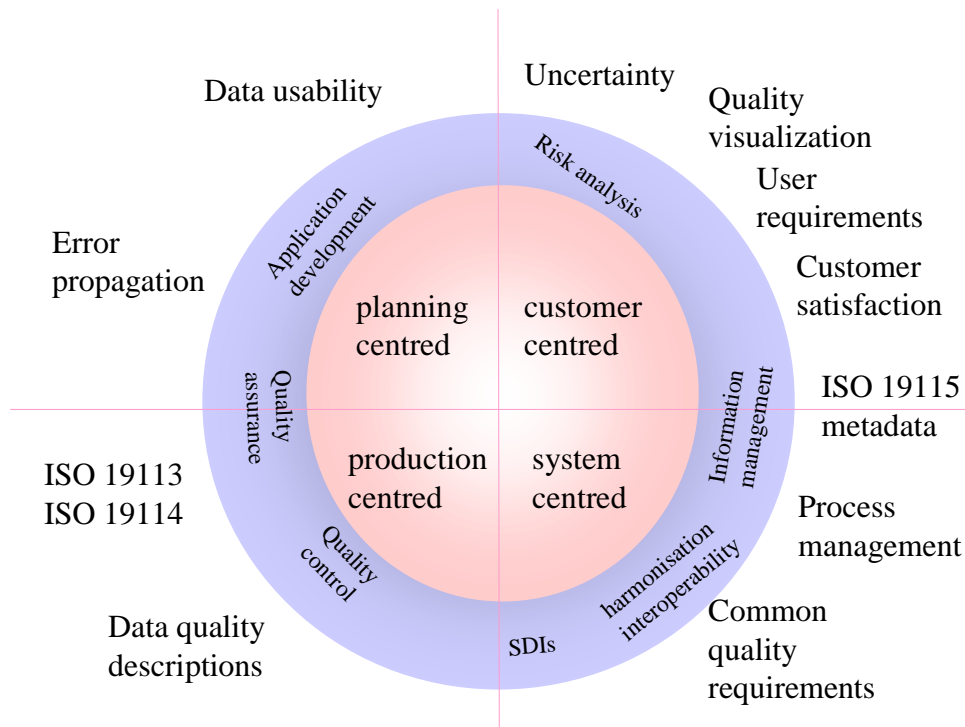 Data usability
Uncertainty
Quality
visualization
Risk analysis
User
requirements
Application
development
Error
propagation
Customer
satisfaction
planning
centred
customer
centred
Quality
assurance
Information
management
ISO 19115
metadata
production
centred
system
centred
ISO 19113
ISO 19114
Process
management
Quality
control
harmonisation
interoperability
SDIs
Data quality
descriptions
Common
quality
requirements